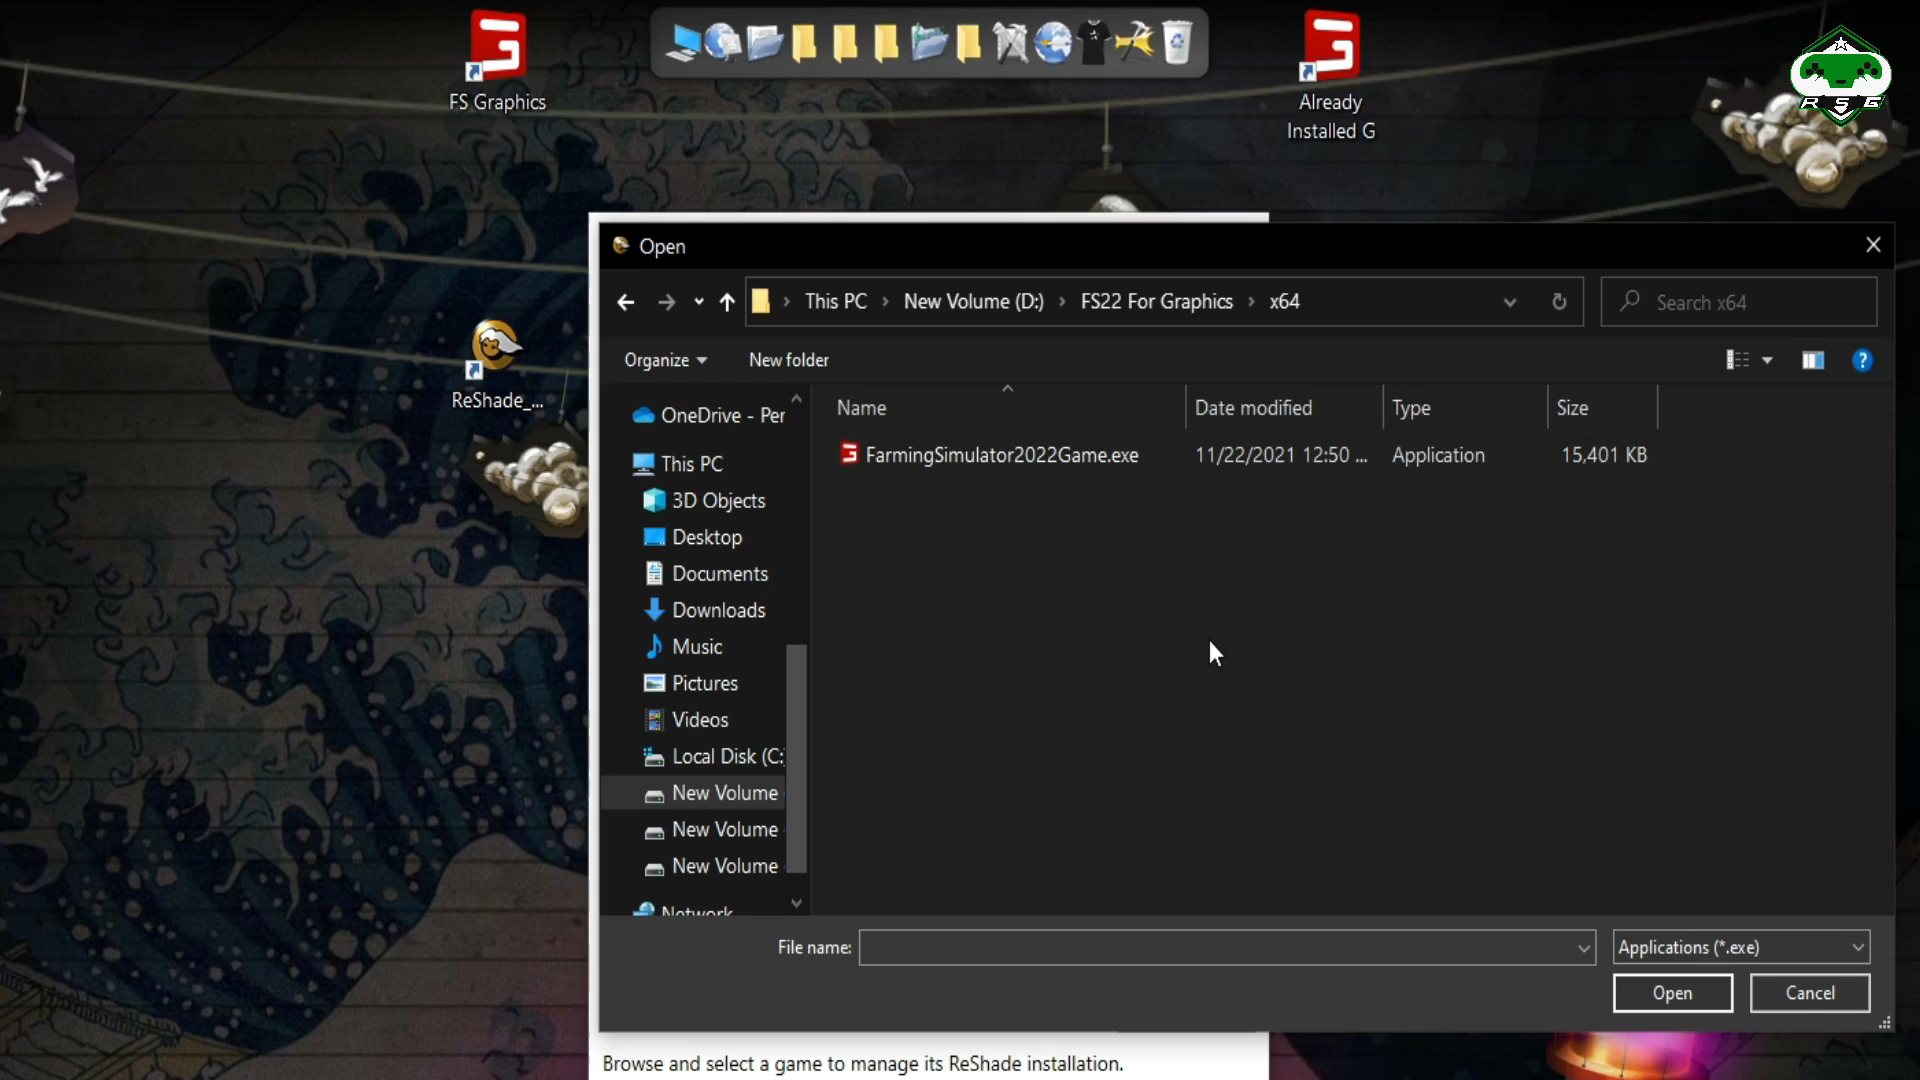 FS Graphics
Already
Installed G
R S G
ReShade_...
Open
This PC
New Volume (D:)
FS22 For Graphics
x64
Search x64
Organize
New folder
Name
Date modified
Type
Size
OneDrive - Per
This PC
3D Objects
Desktop
Documents
Downloads
Music
Pictures
Videos
Local Disk (C:
New Volume
New Volume
New Volume
Network
FarmingSimulator2022Game.exe
11/22/2021 12:50 ...
Application
15,401 KB
File name:
Applications (*.exe)
Open
Cancel
Browse and select a game to manage its ReShade installation.